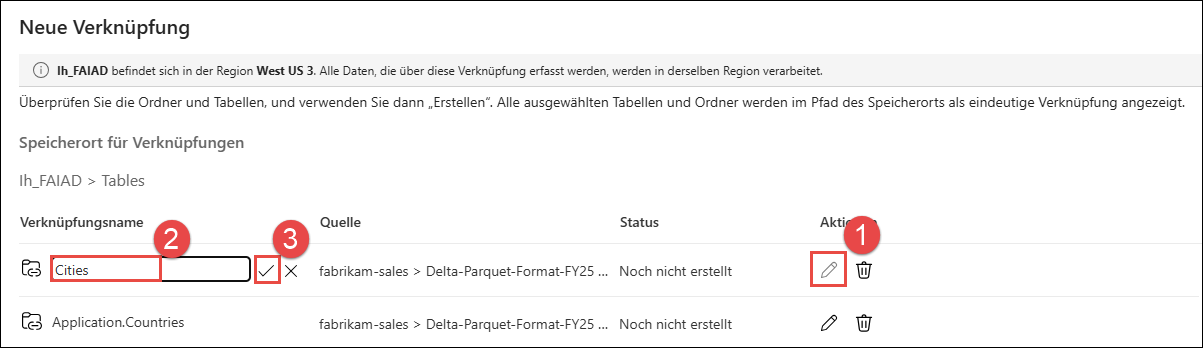 Neue Verknüpfung
lh_FAIAD befindet sich in der Region West US 3. Alle Daten, die über diese Verknüpfung erfasst werden, werden in derselben Region verarbeitet.
Überprüfen Sie die Ordner und Tabellen, und verwenden Sie dann „Erstellen“. Alle ausgewählten Tabellen und Ordner werden im Pfad des Speicherorts als eindeutige Verknüpfung angezeigt.
Speicherort für Verknüpfungen
lh_FAIAD > Tables
Verknüpfungsname Quelle Status
2 3 1
Cities fabrikam-sales > Delta-Parquet-Format-FY25 ... Noch nicht erstellt
Application.Countries fabrikam-sales > Delta-Parquet-Format-FY25 ... Noch nicht erstellt